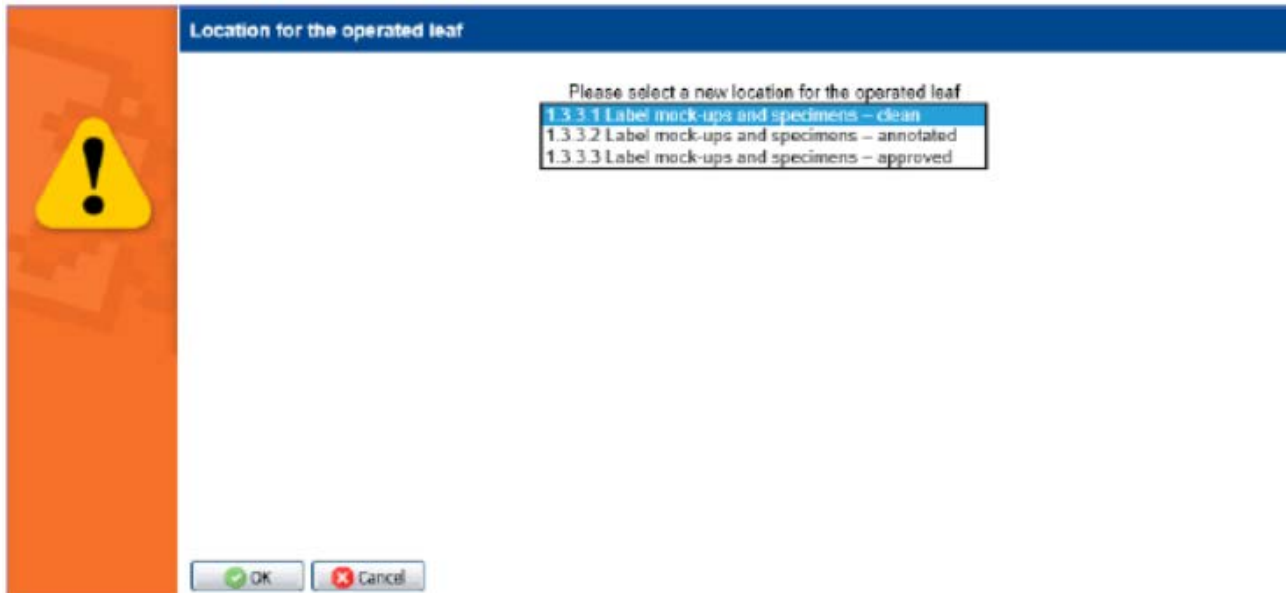 Location for the operated leaf
Please select a new location for the operated leaf
1.3.3.1 Label mock-ups and specimens – clean
1.3.3.2 Label mock-ups and specimens – annotated
1.3.3.3 Label mock-ups and specimens – approved
OK Cancel